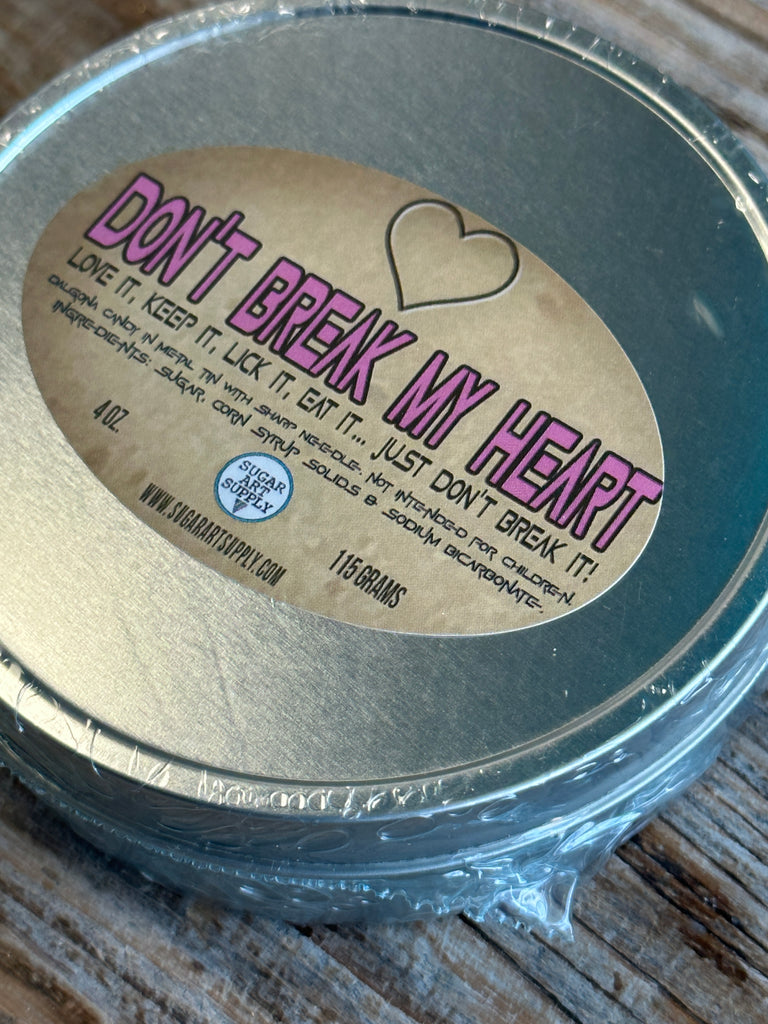 DON'T BREAK MY HEART
LOVE IT, KEEP IT, LICK IT, EAT IT... JUST DON'T BREAK IT!
DALGONA CANDY IN METAL TIN WITH SHARP NEEDLE. NOT INTENDED FOR CHILDREN.
INGREDIENTS: SUGAR, CORN SYRUP SOLIDS & SODIUM BICARBONATE.
4 OZ.
SUGAR
ART
SUPPLY
115 GRAMS
WWW.SUGARARTSUPPLY.COM